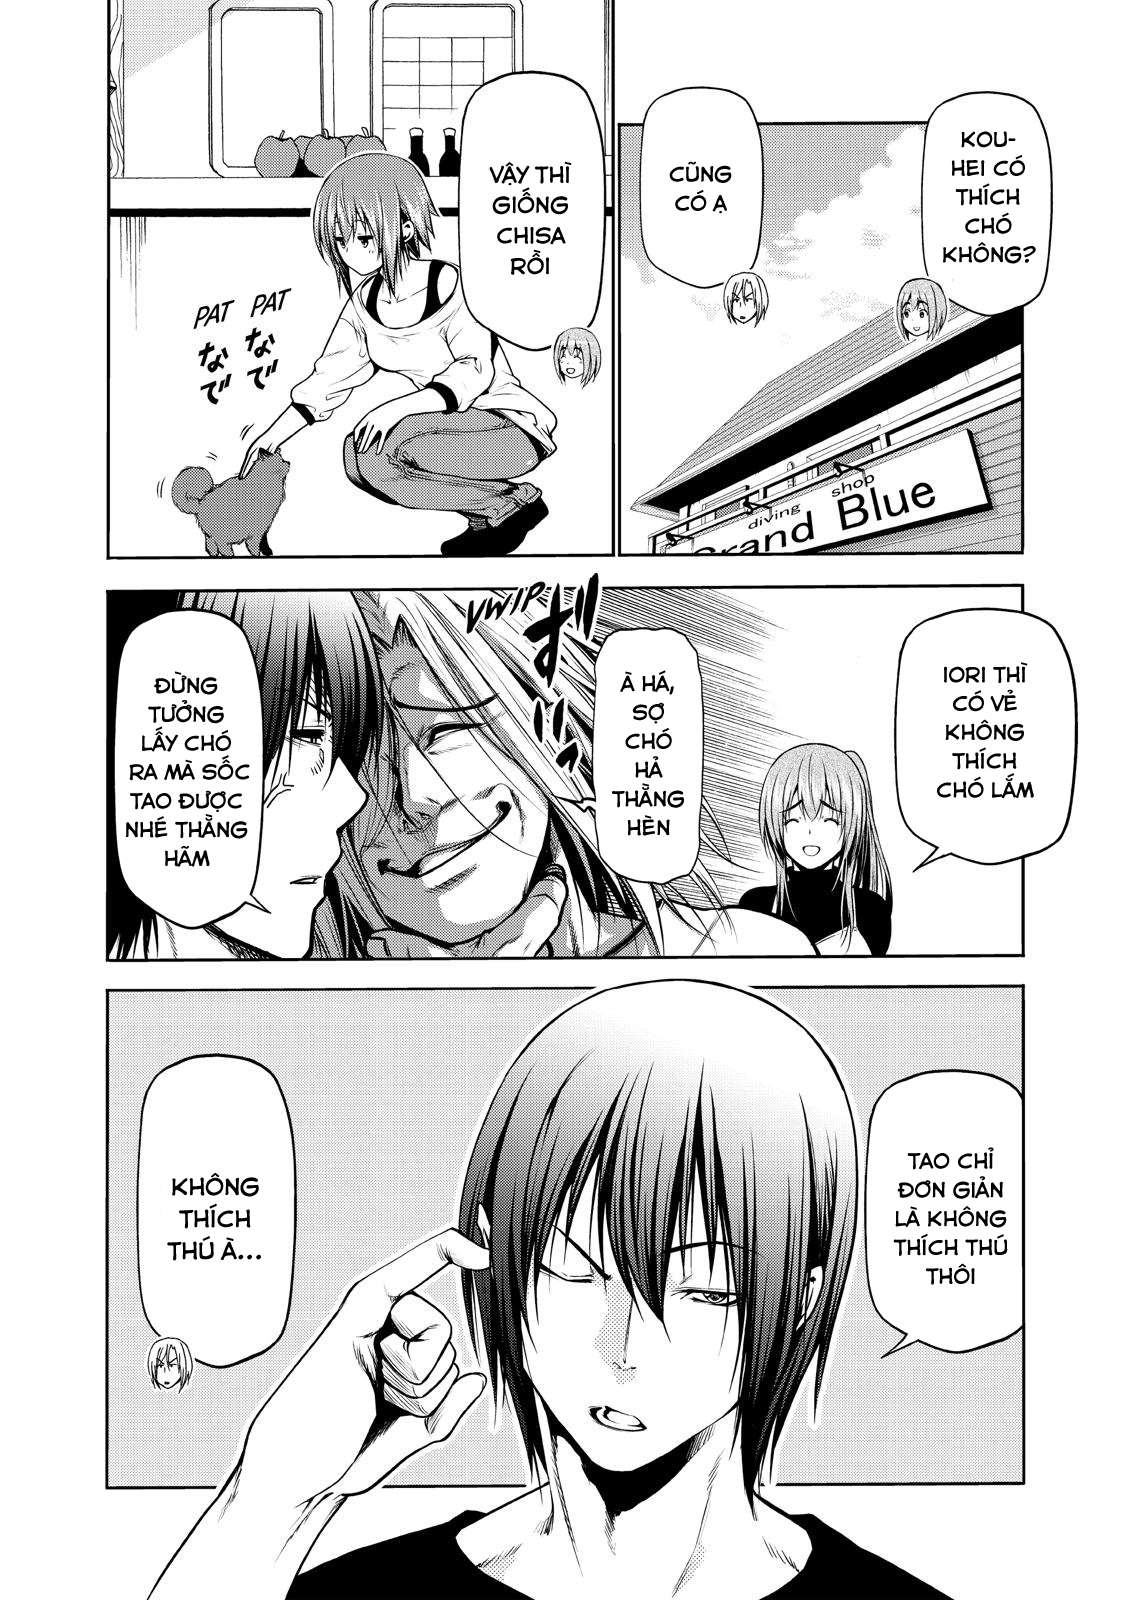 KOU-
HEI CÓ
THÍCH
CHÓ
KHÔNG?
CŨNG
CÓ Ạ
diving shop
Grand Blue
VẬY THÌ
GIỐNG
CHISA
RỒI
PAT PAT
なで
なで
IORI THÌ
CÓ VẺ
KHÔNG
THÍCH
CHÓ LẮM
VWIP
À HÁ,
SỢ
CHÓ
HẢ
THẰNG
HÈN
ĐỪNG
TƯỞNG
LẤY CHÓ
RA MÀ SỐC
TAO ĐƯỢC
NHÉ THẰNG
HÃM
TAO CHỈ
ĐƠN GIẢN
LÀ KHÔNG
THÍCH THÚ
THÔI
KHÔNG
THÍCH
THÚ À...